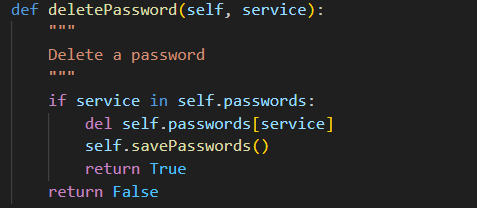 def deletePassword(self, service):
    """
    Delete a password
    """
    if service in self.passwords:
        del self.passwords[service]
        self.savePasswords()
        return True
    return False